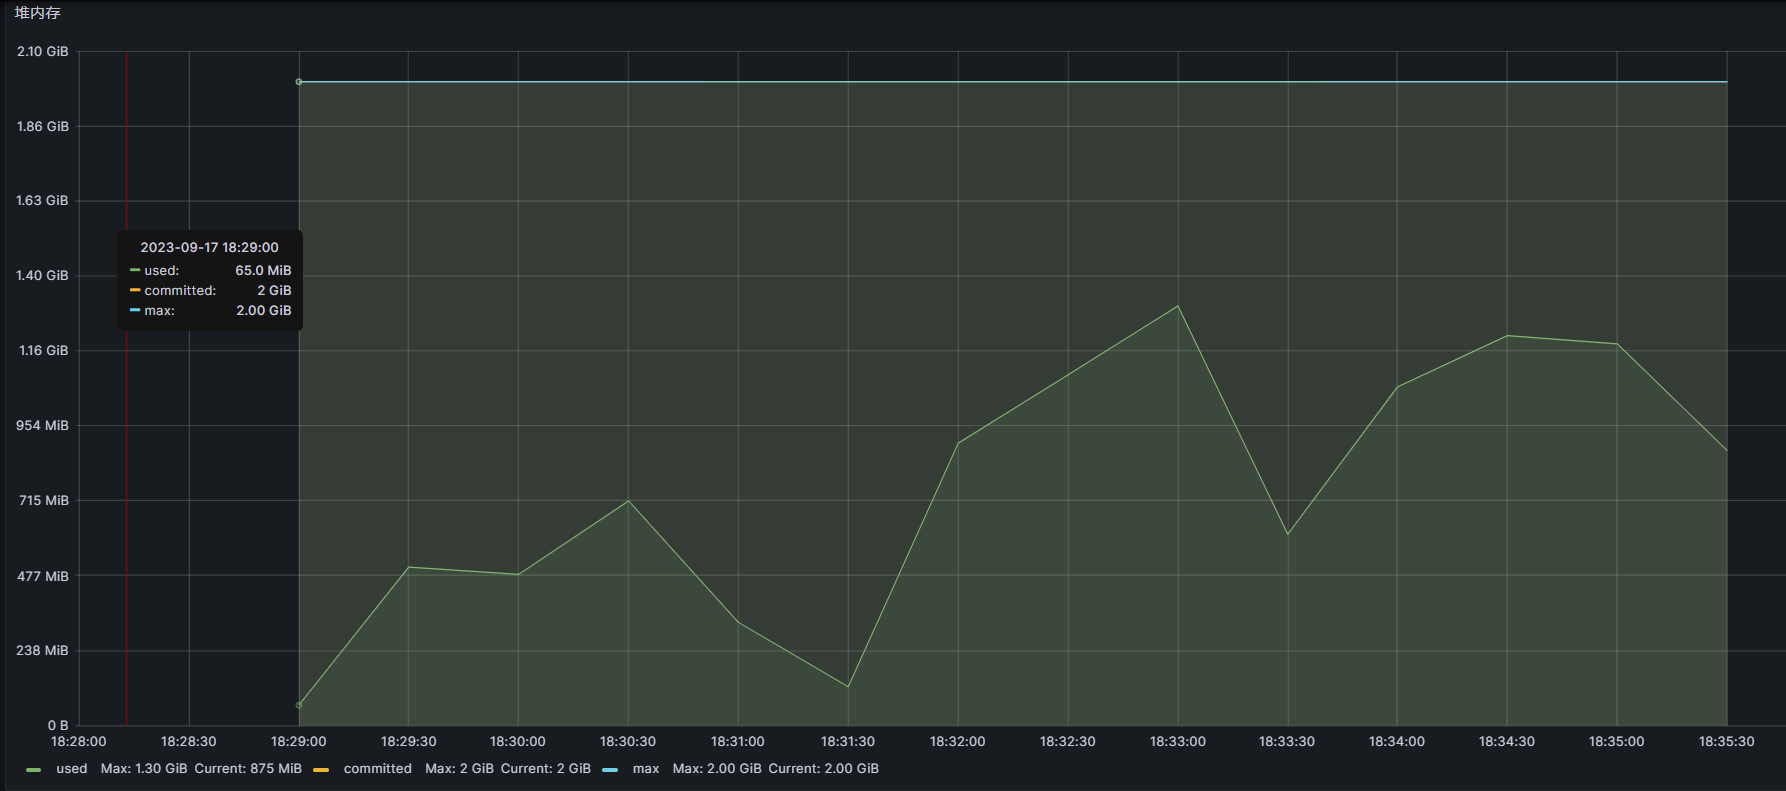 堆内存
2.10 GiB
1.86 GiB
1.63 GiB
1.40 GiB
1.16 GiB
954 MiB
715 MiB
477 MiB
238 MiB
0 B
2023-09-17 18:29:00
used: 65.0 MiB
committed: 2 GiB
max: 2.00 GiB
18:28:00 18:28:30 18:29:00 18:29:30 18:30:00 18:30:30 18:31:00 18:31:30 18:32:00 18:32:30 18:33:00 18:33:30 18:34:00 18:34:30 18:35:00 18:35:30
used Max: 1.30 GiB Current: 875 MiB committed Max: 2 GiB Current: 2 GiB max Max: 2.00 GiB Current: 2.00 GiB